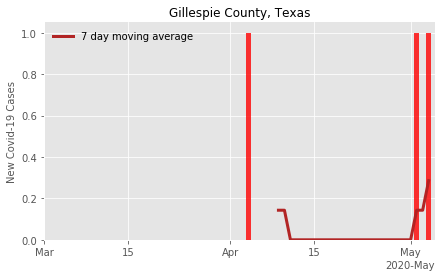 Gillespie County, Texas
7 day moving average
New Covid-19 Cases
1.0
0.8
0.6
0.4
0.2
0.0
Mar 15 Apr 15 May
2020-May